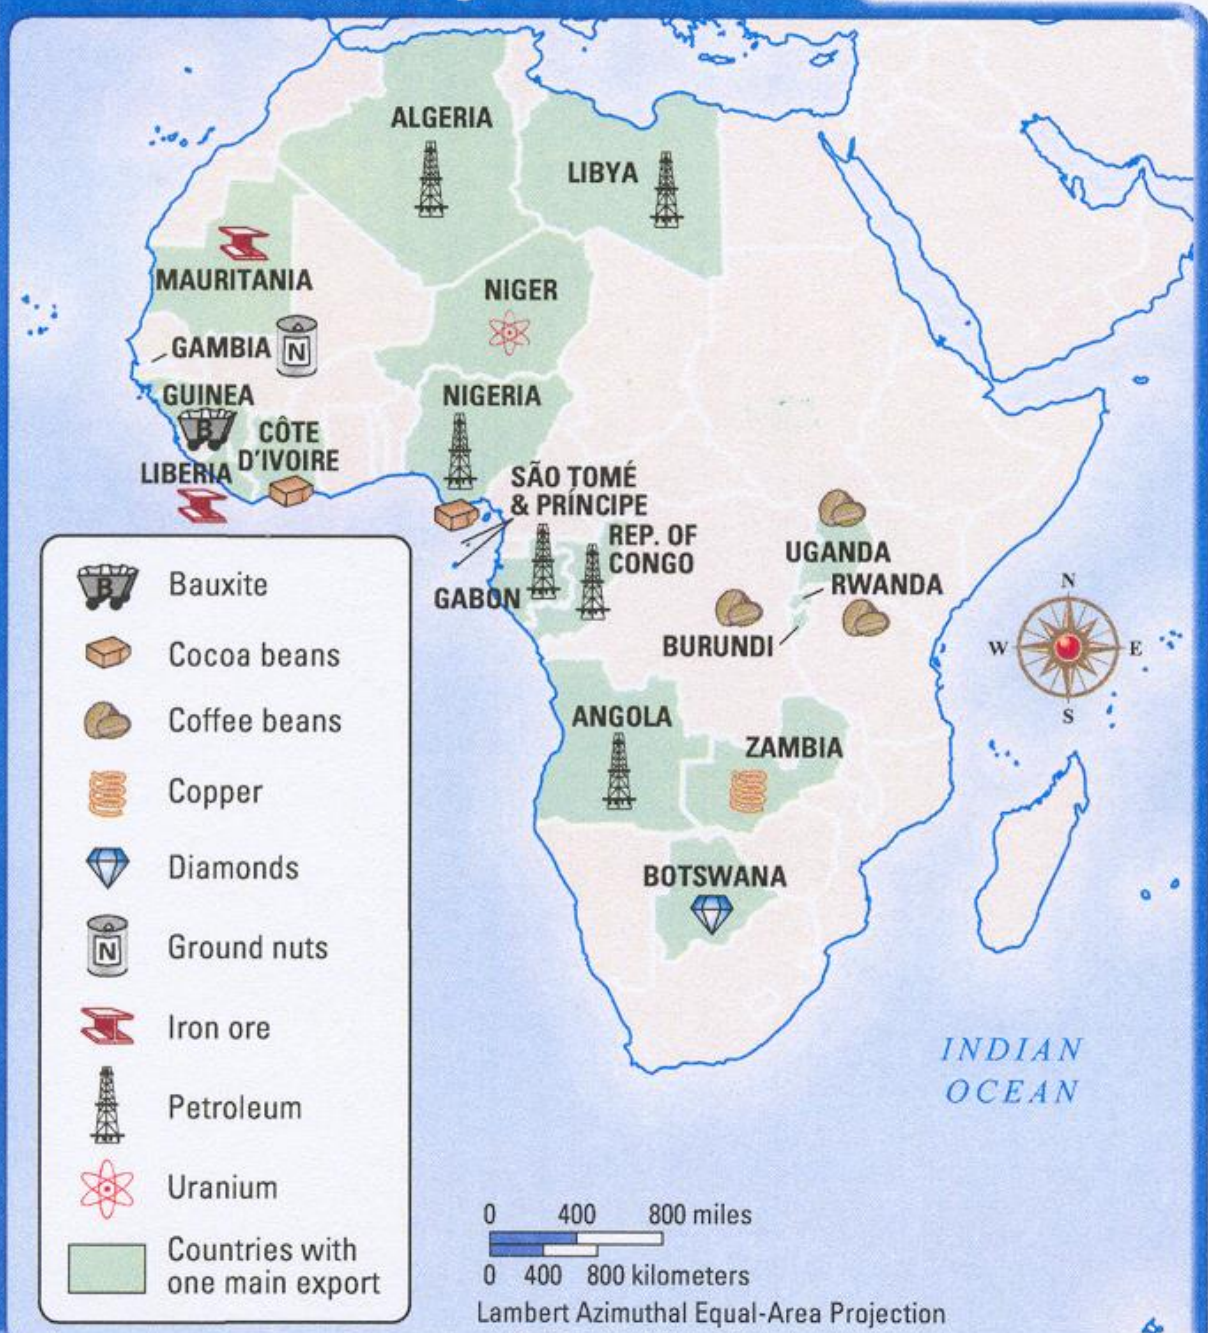 ALGERIA
LIBYA
MAURITANIA
NIGER
GAMBIA
N
GUINEA
B
NIGERIA
CÔTE
D'IVOIRE
LIBERIA
SÃO TOMÉ
& PRÍNCIPE
REP. OF
CONGO
GABON
UGANDA
RWANDA
BURUNDI
ANGOLA
ZAMBIA
BOTSWANA
N
W
E
S
INDIAN
OCEAN
B
Bauxite
Cocoa beans
Coffee beans
Copper
Diamonds
N
Ground nuts
Iron ore
Petroleum
Uranium
Countries with
one main export
0 400 800 miles
0 400 800 kilometers
Lambert Azimuthal Equal-Area Projection